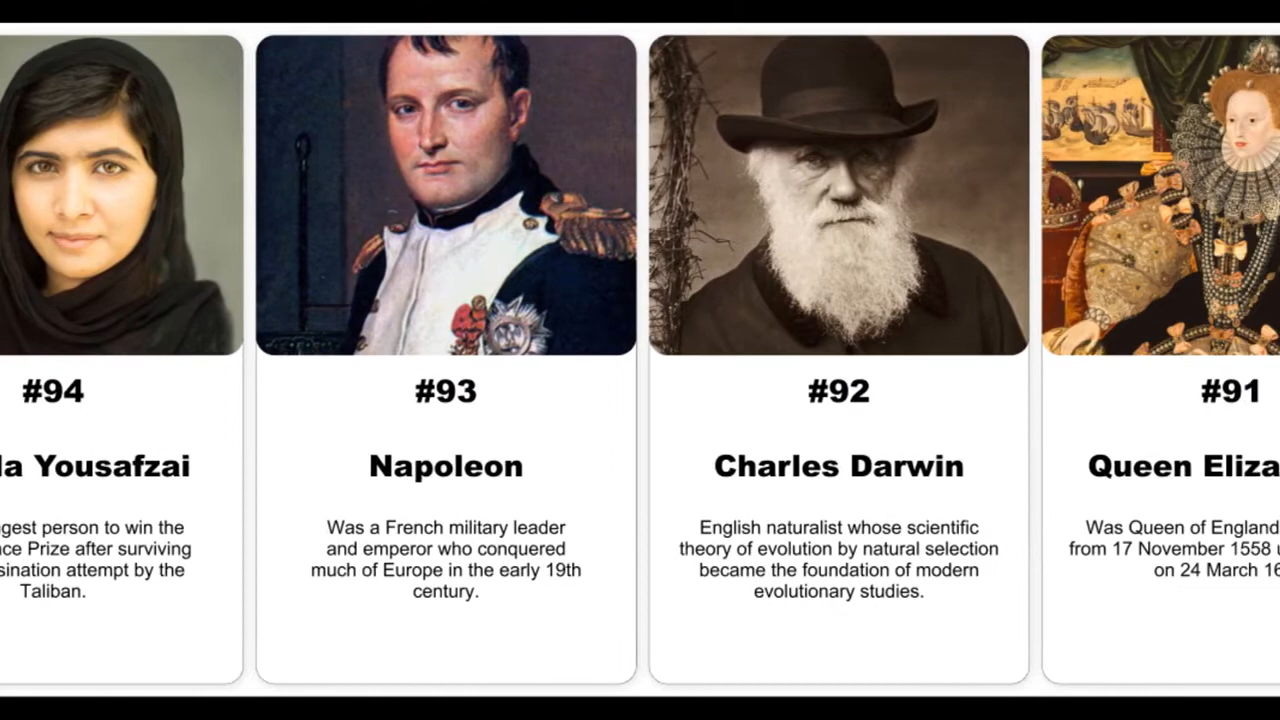 #94
la Yousafzai
gest person to win the
ce Prize after surviving
sination attempt by the
Taliban.
#93
Napoleon
Was a French military leader
and emperor who conquered
much of Europe in the early 19th
century.
#92
Charles Darwin
English naturalist whose scientific
theory of evolution by natural selection
became the foundation of modern
evolutionary studies.
#91
Queen Eliza
Was Queen of England
from 17 November 1558 u
on 24 March 16